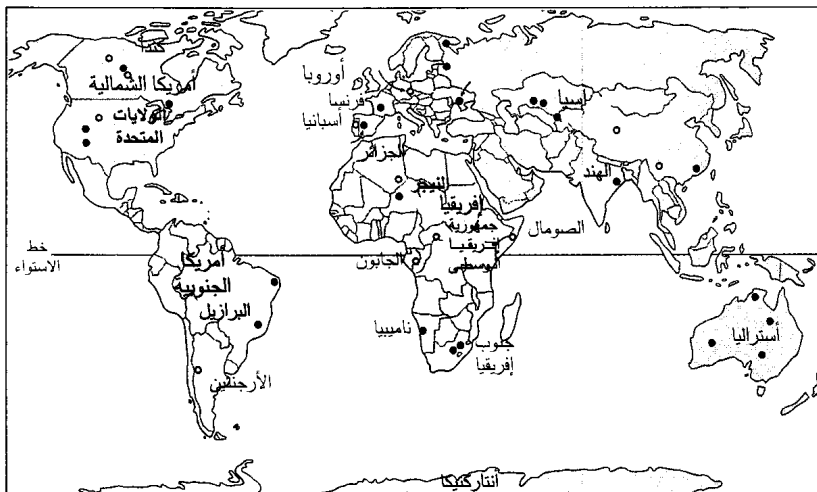 أوروبا
أمريكا الشمالية
آسيا
فرنسا
الولايات
أسبانيا
المتحدة
الجزائر
الهند
النيجر
إفريقيا
جمهورية
الصومال
إفريقيا
خط
الاستواء
الجابون
الوسطى
أمريكا
الجنوبية
البرازيل
ناميبيا
أستراليا
جنوب
إفريقيا
الأرجنتين
أنتاركتيكا